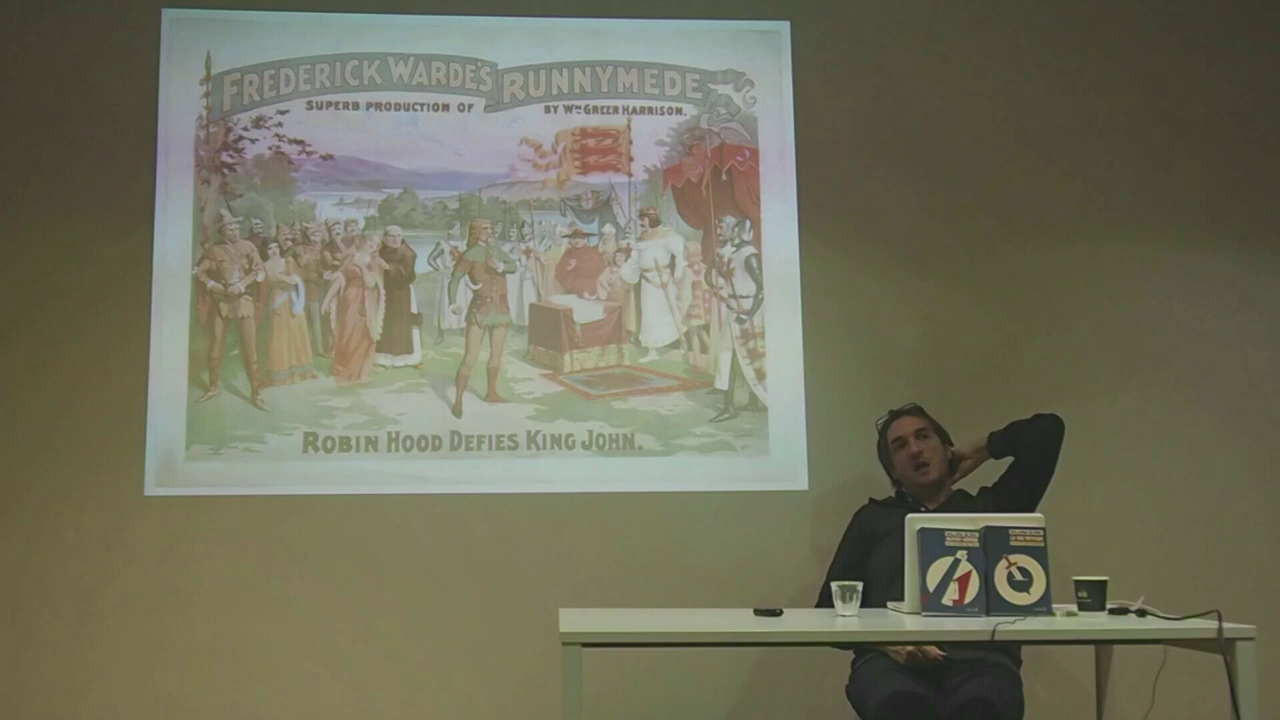 FREDERICK WARDE'S RUNNYMEDE
SUPERB PRODUCTION OF BY WM GREER HARRISON.
ROBIN HOOD DEFIES KING JOHN.